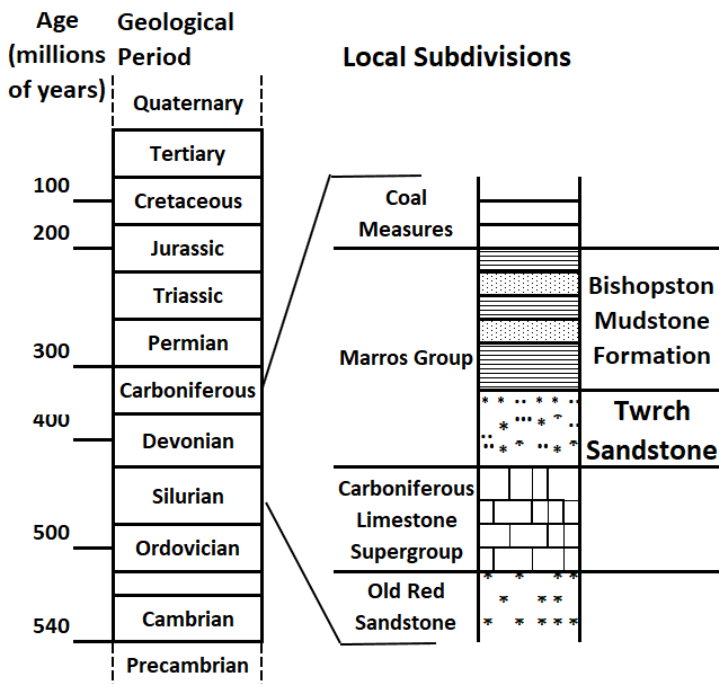 Age
(millions
of years)
Geological
Period
Local Subdivisions
Quaternary
Tertiary
100
Cretaceous
200
Jurassic
Triassic
Permian
300
Carboniferous
400
Devonian
Silurian
500
Ordovician
Cambrian
540
Precambrian
Coal
Measures
Marros Group
Bishopston
Mudstone
Formation
Twrch
Sandstone
Carboniferous
Limestone
Supergroup
Old Red
Sandstone